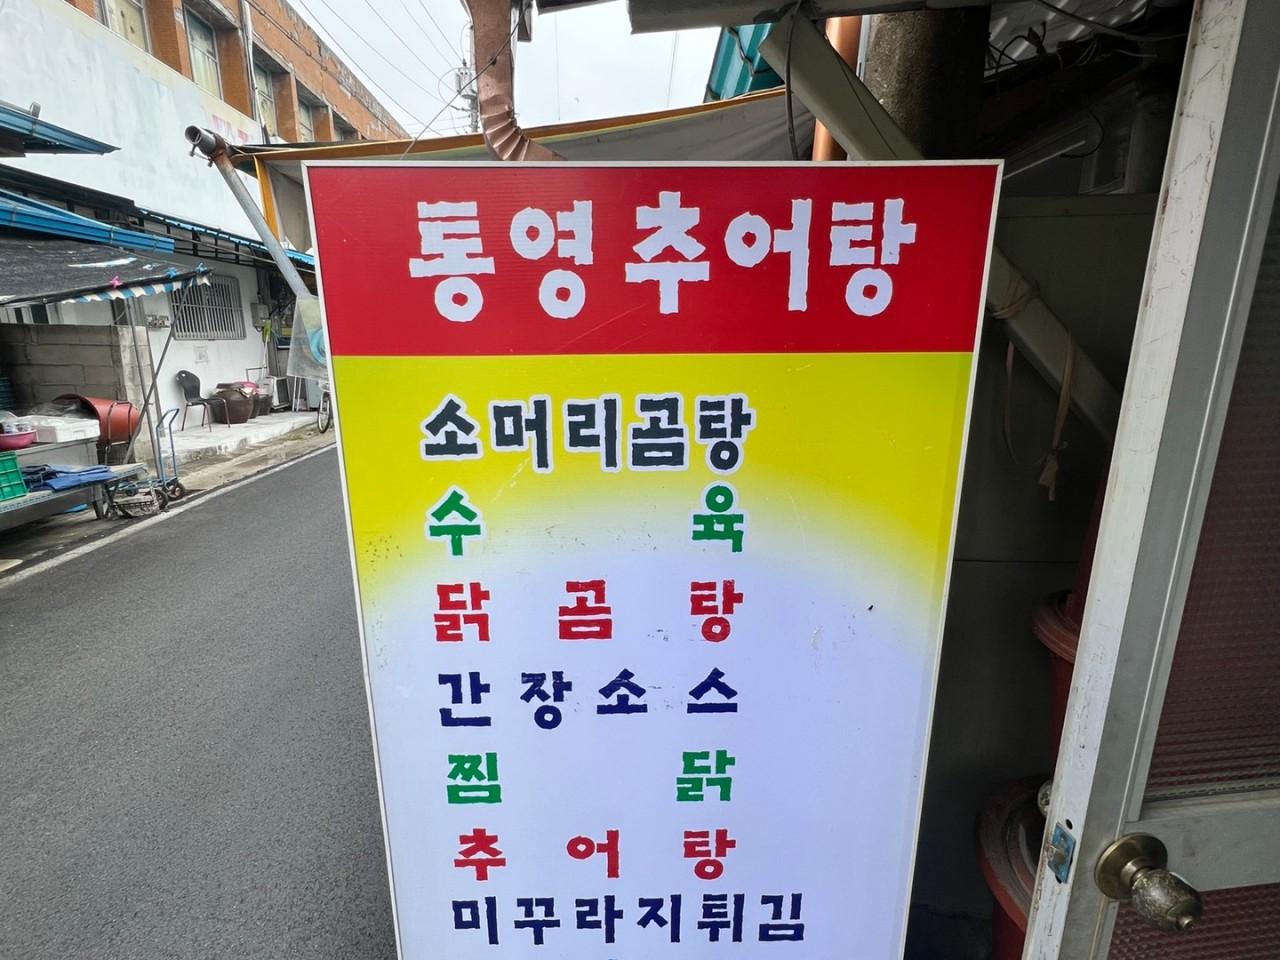 통영추어탕
소머리곰탕
수육
닭곰탕
간장소스
찜닭
추어탕
미꾸라지튀김